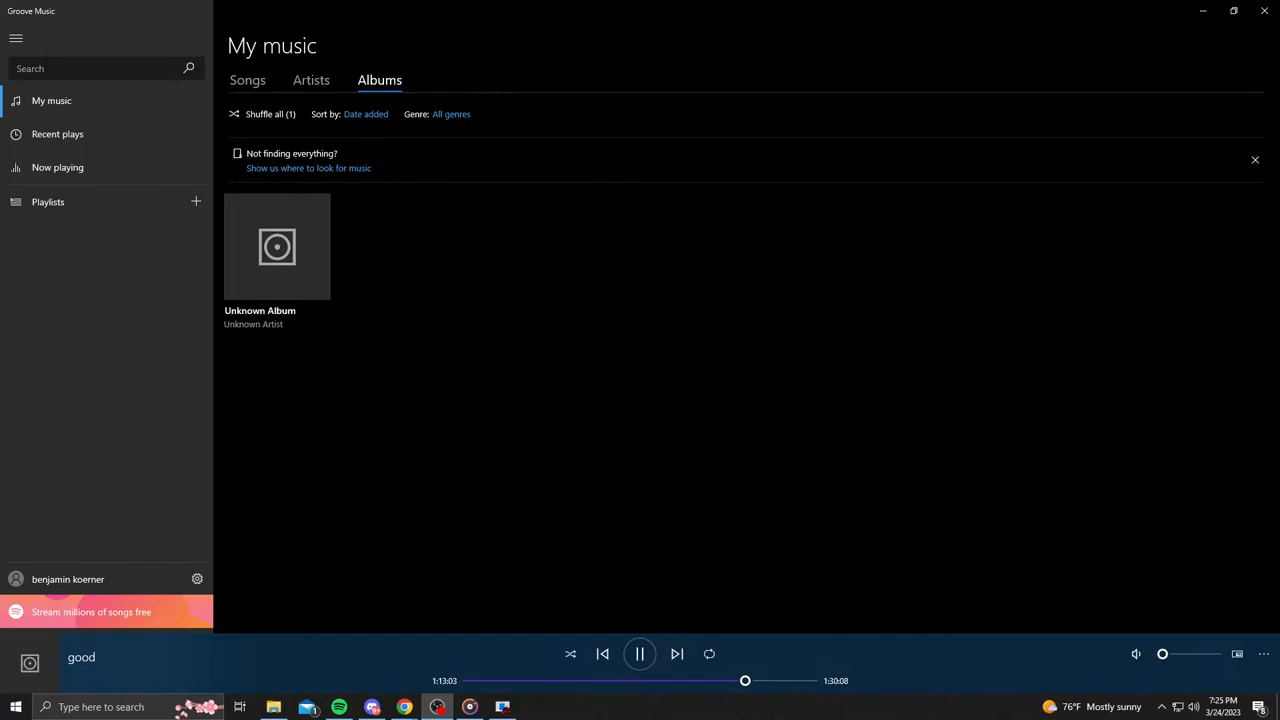 Groove Music
Search
My music
Recent plays
Now playing
Playlists
benjamin koerner
Stream millions of songs free
My music
Songs Artists Albums
Shuffle all (1) Sort by: Date added Genre: All genres
Not finding everything?
Show us where to look for music
Unknown Album
Unknown Artist
good
1:13:03 1:30:08
Type here to search
1
76°F Mostly sunny
7:25 PM
3/24/2023
8